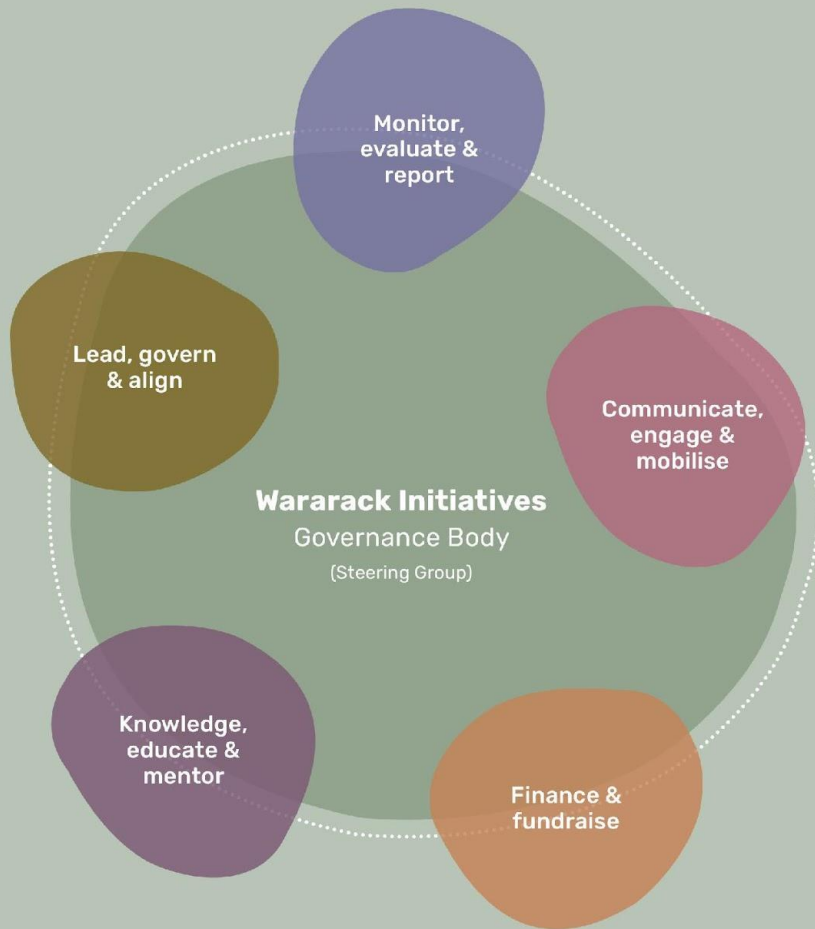 Monitor,
evaluate &
report
Lead, govern
& align
Communicate,
engage &
mobilise
Wararack Initiatives
Governance Body
(Steering Group)
Knowledge,
educate &
mentor
Finance &
fundraise